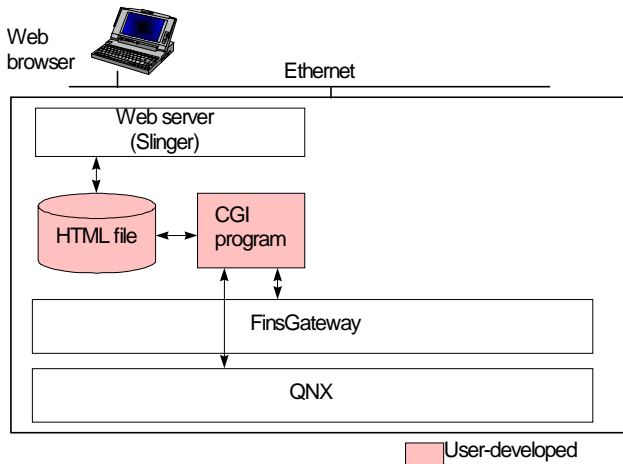 Web
browser
Ethernet
Web server
(Slinger)
HTML file
CGI
program
FinsGateway
QNX
User-developed